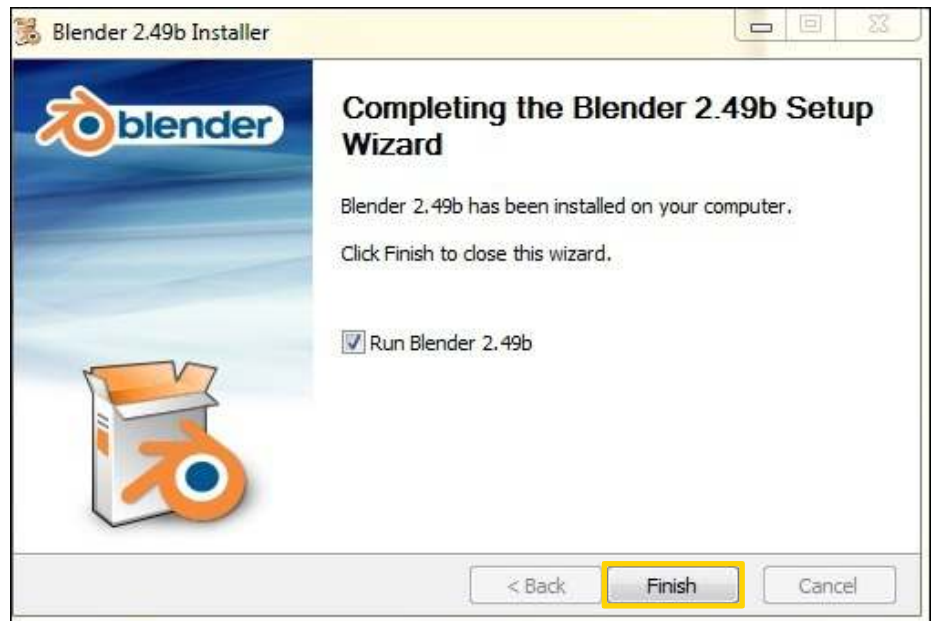 Blender 2.49b Installer
blender
Completing the Blender 2.49b Setup
Wizard
Blender 2.49b has been installed on your computer.
Click Finish to close this wizard.
Run Blender 2.49b
< Back Finish Cancel